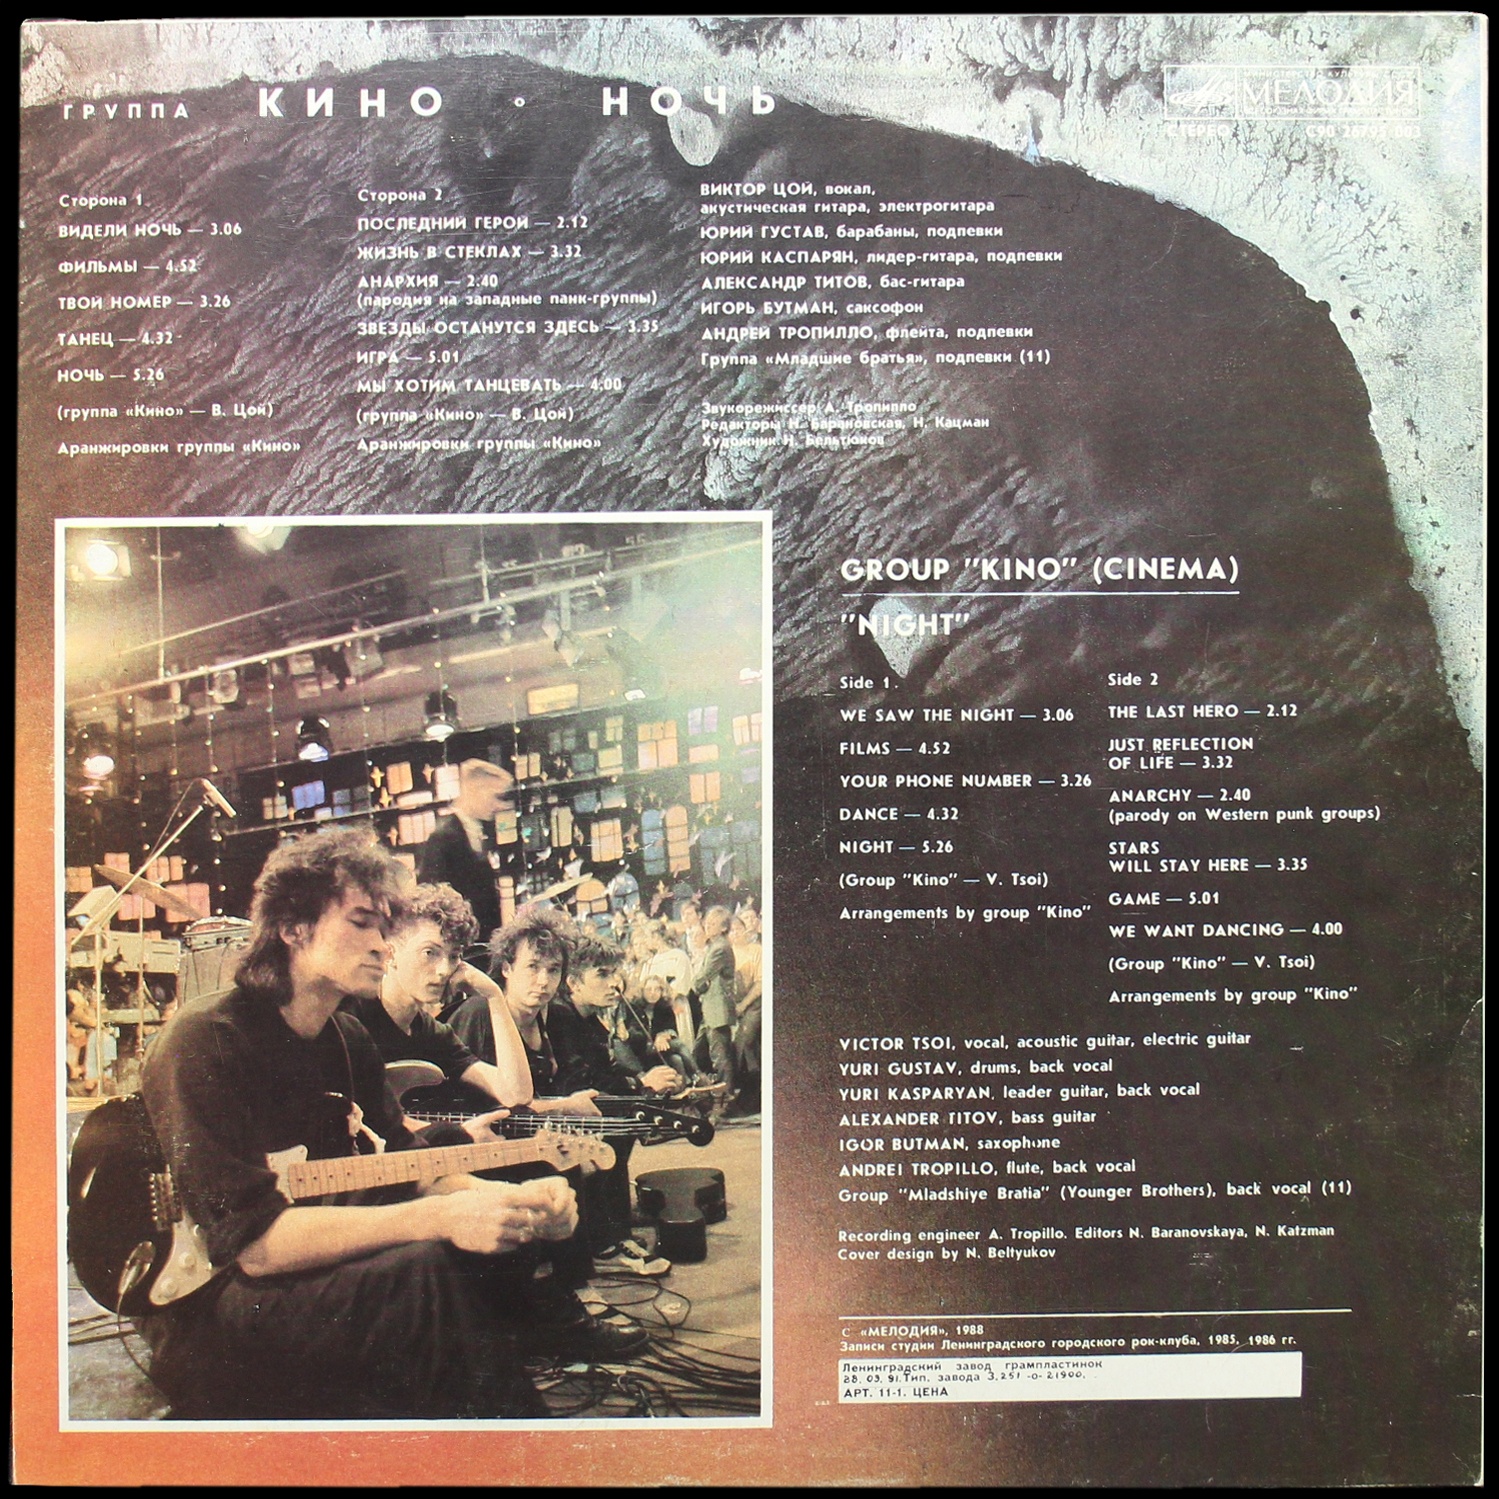 ГРУППА КИНО ° НОЧЬ
МЕЛОДИЯ
СТЕРЕО С90 26795 003
Сторона 1
ВИДЕЛИ НОЧЬ — 3.06
ФИЛЬМЫ — 4.52
ТВОЙ НОМЕР — 3.26
ТАНЕЦ — 4.32
НОЧЬ — 5.26
(группа «Кино» — В. Цой)
Аранжировки группы «Кино»
Сторона 2
ПОСЛЕДНИЙ ГЕРОЙ — 2.12
ЖИЗНЬ В СТЕКЛАХ — 3.32
АНАРХИЯ — 2.40
(пародия на западные панк-группы)
ЗВЕЗДЫ ОСТАНУТСЯ ЗДЕСЬ — 3.35
ИГРА — 5.01
МЫ ХОТИМ ТАНЦЕВАТЬ — 4.00
(группа «Кино» — В. Цой)
Аранжировки группы «Кино»
ВИКТОР ЦОЙ, вокал,
акустическая гитара, электрогитара
ЮРИЙ ГУСТАВ, барабаны, подпевки
ЮРИЙ КАСПАРЯН, лидер-гитара, подпевки
АЛЕКСАНДР ТИТОВ, бас-гитара
ИГОРЬ БУТМАН, саксофон
АНДРЕЙ ТРОПИЛЛО, флейта, подпевки
Группа «Младшие братья», подпевки (11)
Звукорежиссер А. Тропилло
Редакторы Н. Барановская, Н. Кацман
Художник Н. Бельтюков
GROUP "KINO" (CINEMA)
"NIGHT"
Side 1.
WE SAW THE NIGHT — 3.06
FILMS — 4.52
YOUR PHONE NUMBER — 3.26
DANCE — 4.32
NIGHT — 5.26
(Group "Kino" — V. Tsoi)
Arrangements by group "Kino"
Side 2
THE LAST HERO — 2.12
JUST REFLECTION
OF LIFE — 3.32
ANARCHY — 2.40
(parody on Western punk groups)
STARS
WILL STAY HERE — 3.35
GAME — 5.01
WE WANT DANCING — 4.00
(Group "Kino" — V. Tsoi)
Arrangements by group "Kino"
VICTOR TSOI, vocal, acoustic guitar, electric guitar
YURI GUSTAV, drums, back vocal
YURI KASPARYAN, leader guitar, back vocal
ALEXANDER TITOV, bass guitar
IGOR BUTMAN, saxophone
ANDREI TROPILLO, flute, back vocal
Group "Mladshiye Bratia" (Younger Brothers), back vocal (11)
Recording engineer A. Tropillo. Editors N. Baranovskaya, N. Katzman
Cover design by N. Beltyukov
С «МЕЛОДИЯ», 1988
Записи студии Ленинградского городского рок-клуба, 1985, 1986 гг.
Ленинградский завод грампластинок
28. 03. 91. Тип. завода З. 251 -о- 21900.
АРТ. 11-1. ЦЕНА